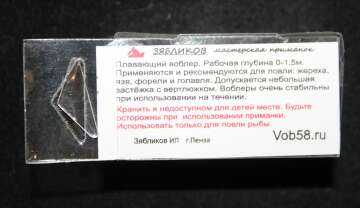 ЗЯБЛИКОВ мастерская приманок
Плавающий воблер. Рабочая глубина 0-1,5м.
Применяются и рекомендуются для ловли: жереха,
язя, форели и голавля. Допускается небольшая
застёжка с вертлюжком. Воблеры очень стабильны
при использовании на течении.
Хранить в недоступном для детей месте. Будьте
осторожны при использовании приманки.
Использовать только для ловли рыбы.
Vob58.ru
Зябликов ИП г.Пенза